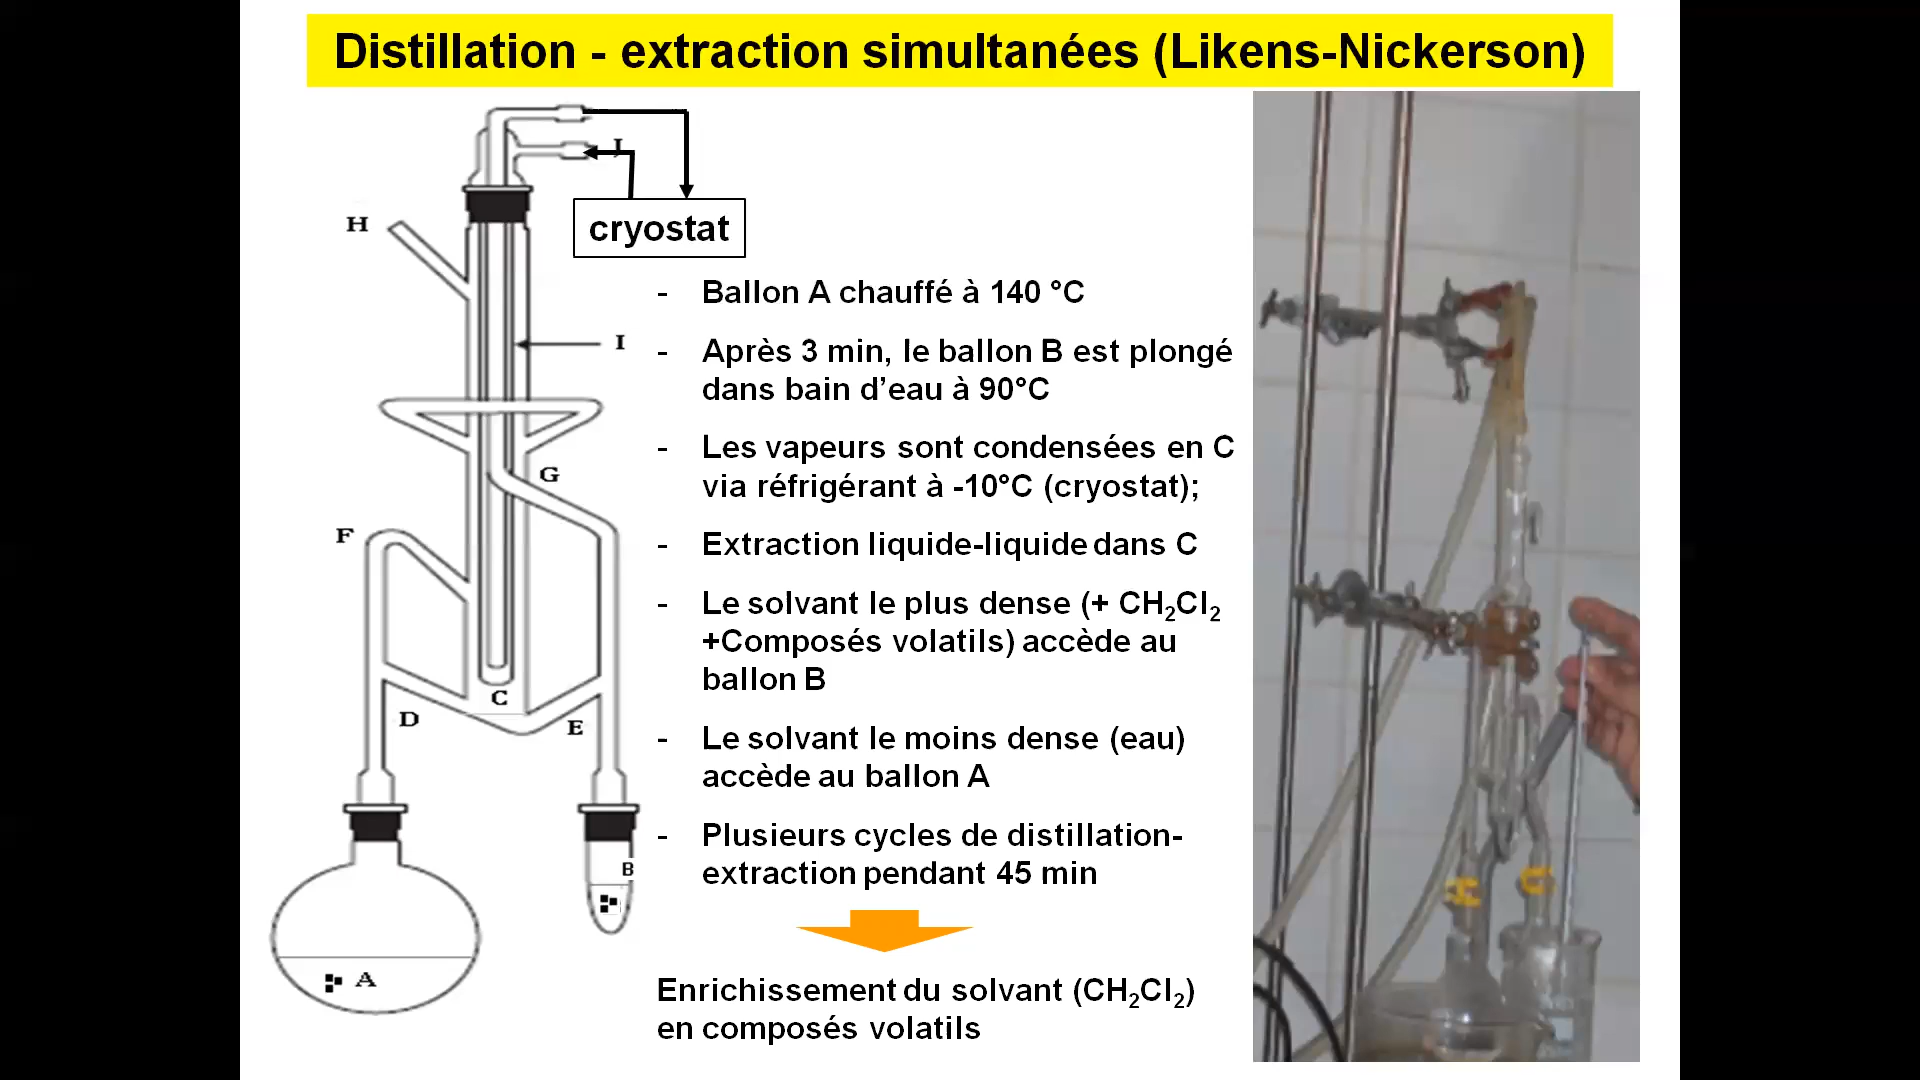 Distillation - extraction simultanées (Likens-Nickerson)
J
H
cryostat
I
G
F
C
D
E
B
A
- Ballon A chauffé à 140 °C
- Après 3 min, le ballon B est plongé
dans bain d’eau à 90°C
- Les vapeurs sont condensées en C
via réfrigérant à -10°C (cryostat);
- Extraction liquide-liquide dans C
- Le solvant le plus dense (+ CH₂Cl₂
+Composés volatils) accède au
ballon B
- Le solvant le moins dense (eau)
accède au ballon A
- Plusieurs cycles de distillation-
extraction pendant 45 min
Enrichissement du solvant (CH₂Cl₂)
en composés volatils